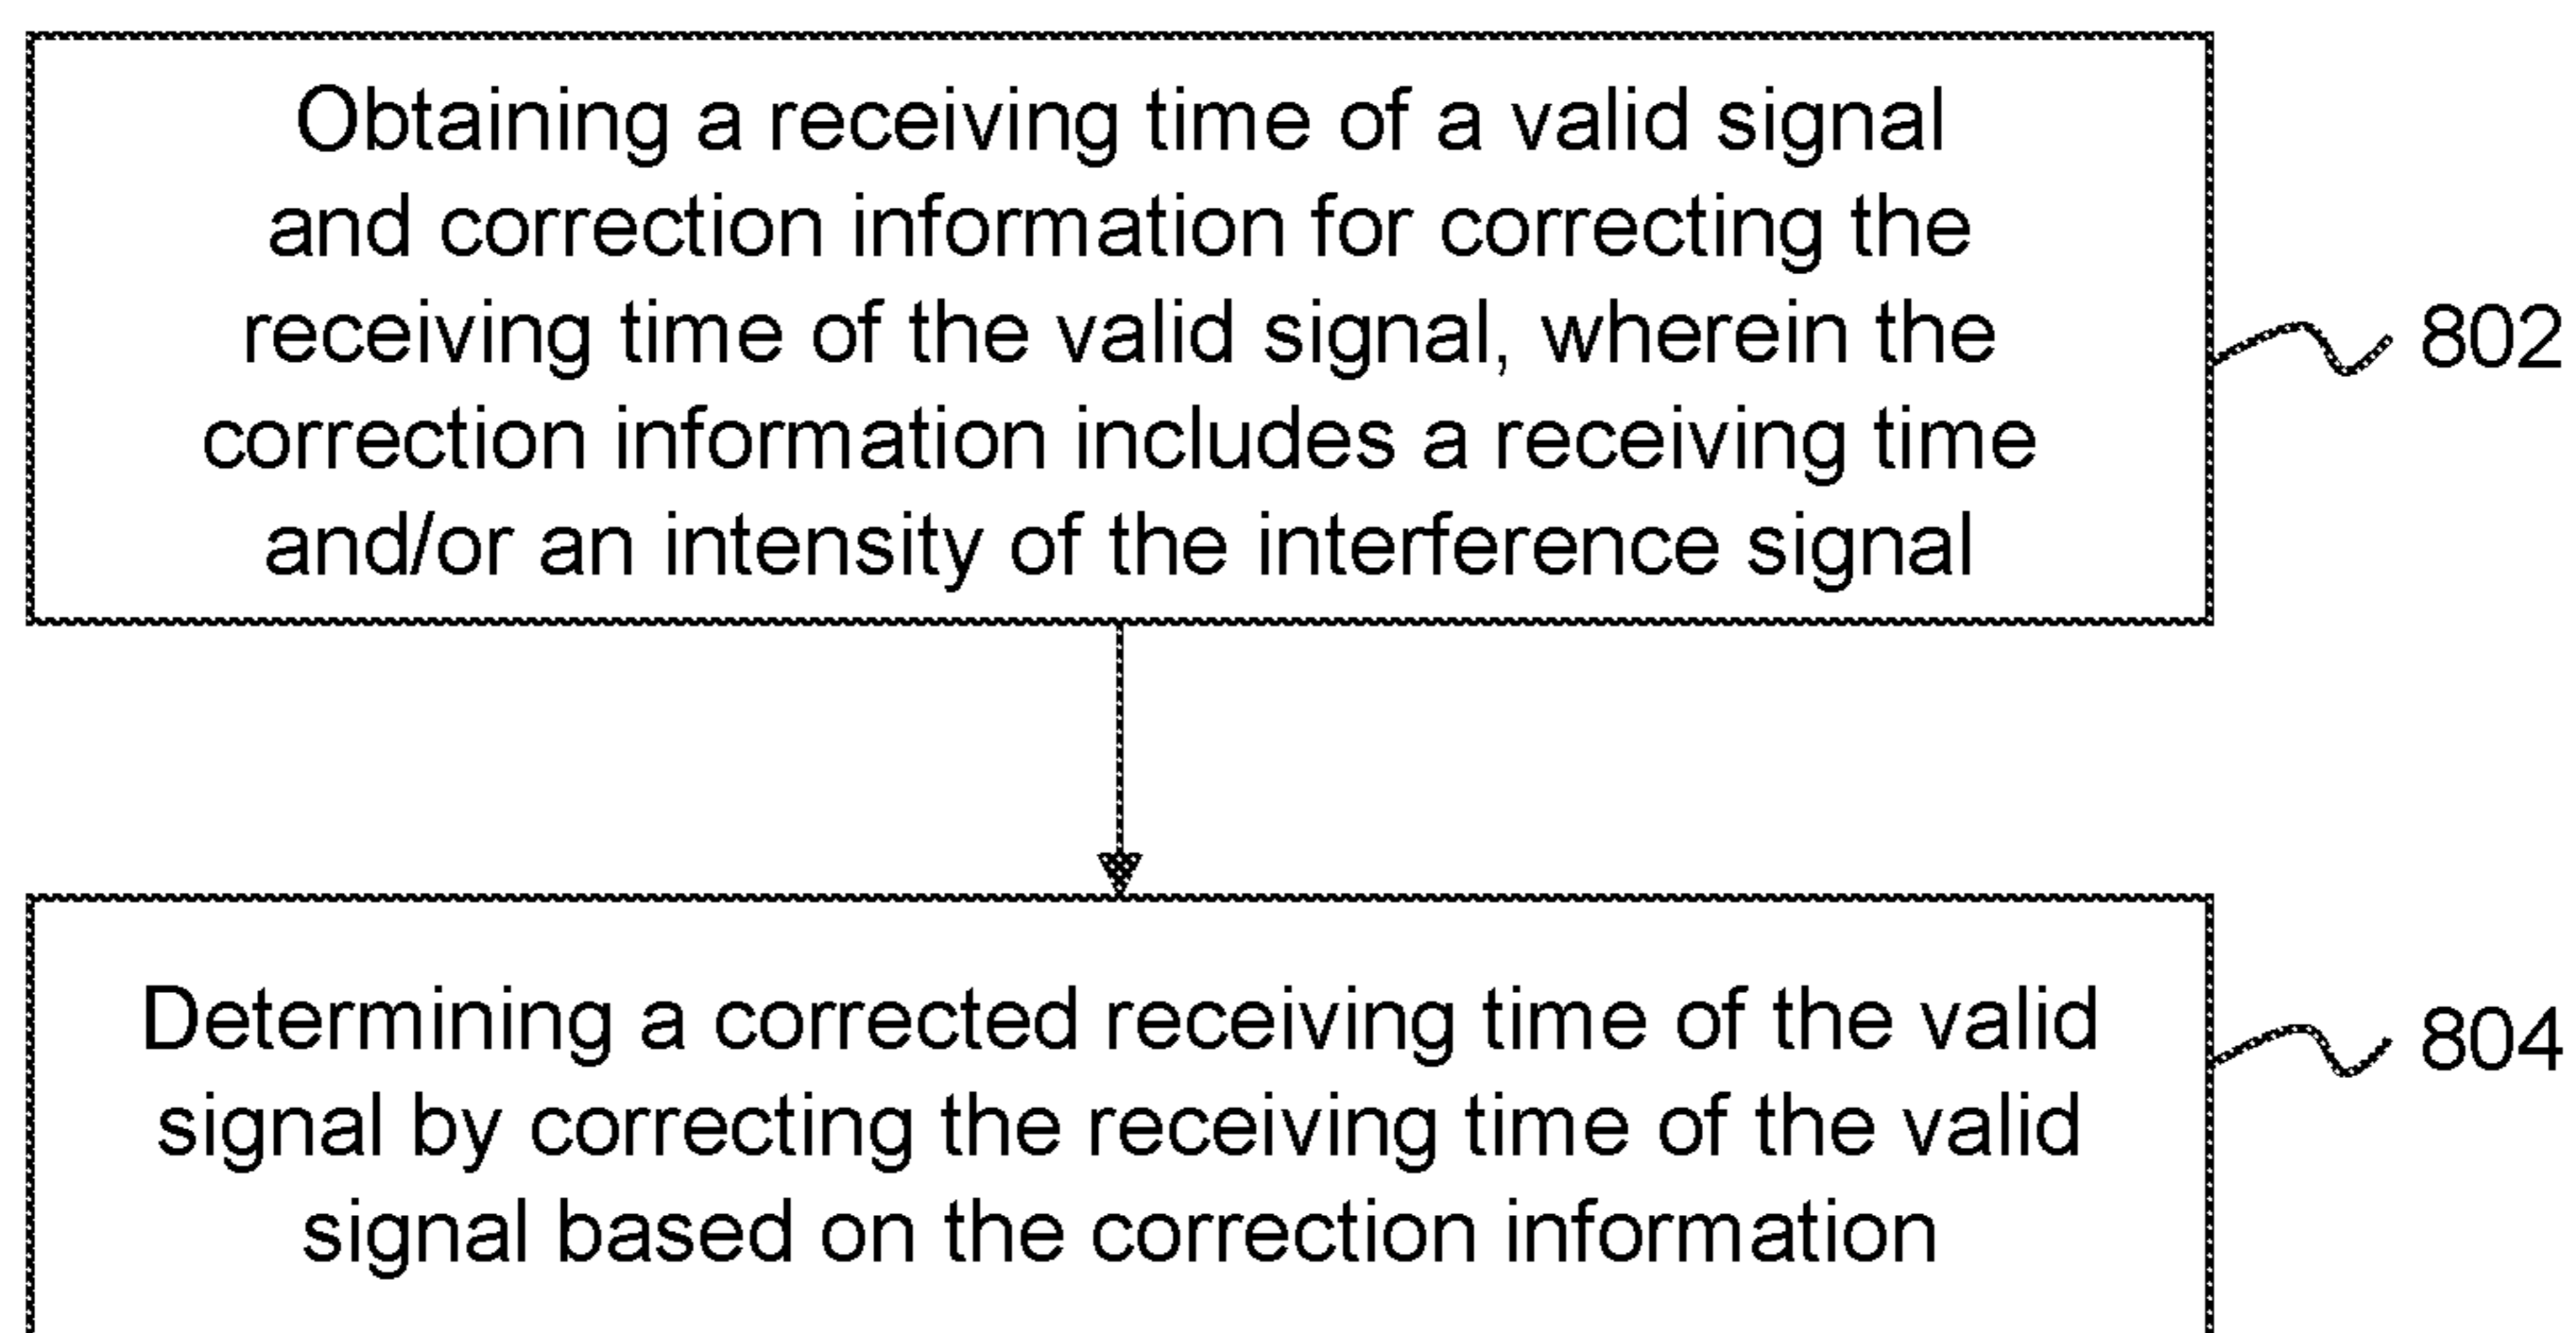 Obtaining a receiving time of a valid signal
and correction information for correcting the
receiving time of the valid signal, wherein the
correction information includes a receiving time
and/or an intensity of the interference signal
802
Determining a corrected receiving time of the valid
signal by correcting the receiving time of the valid
signal based on the correction information
804